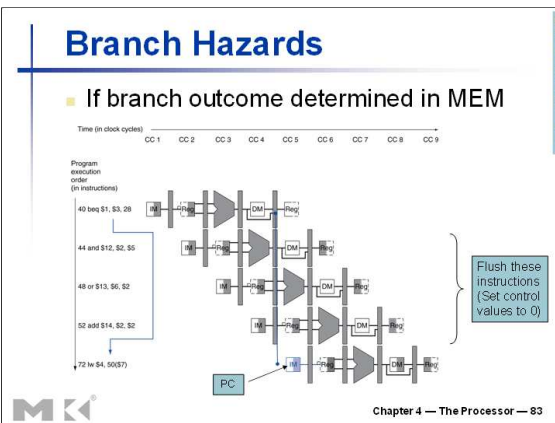 Branch Hazards
If branch outcome determined in MEM
Time (in clock cycles)
CC 1 CC 2 CC 3 CC 4 CC 5 CC 6 CC 7 CC 8 CC 9
Program
execution
order
(in instructions)
40 beq $1, $3, 28
IM Reg DM Reg
44 and $12, $2, $5
IM Reg DM Reg
48 or $13, $6, $2
IM Reg DM Reg
52 add $14, $2, $2
IM Reg DM Reg
72 lw $4, 50($7)
IM Reg DM Reg
Flush these
instructions
(Set control
values to 0)
PC
MK®
Chapter 4 — The Processor — 83